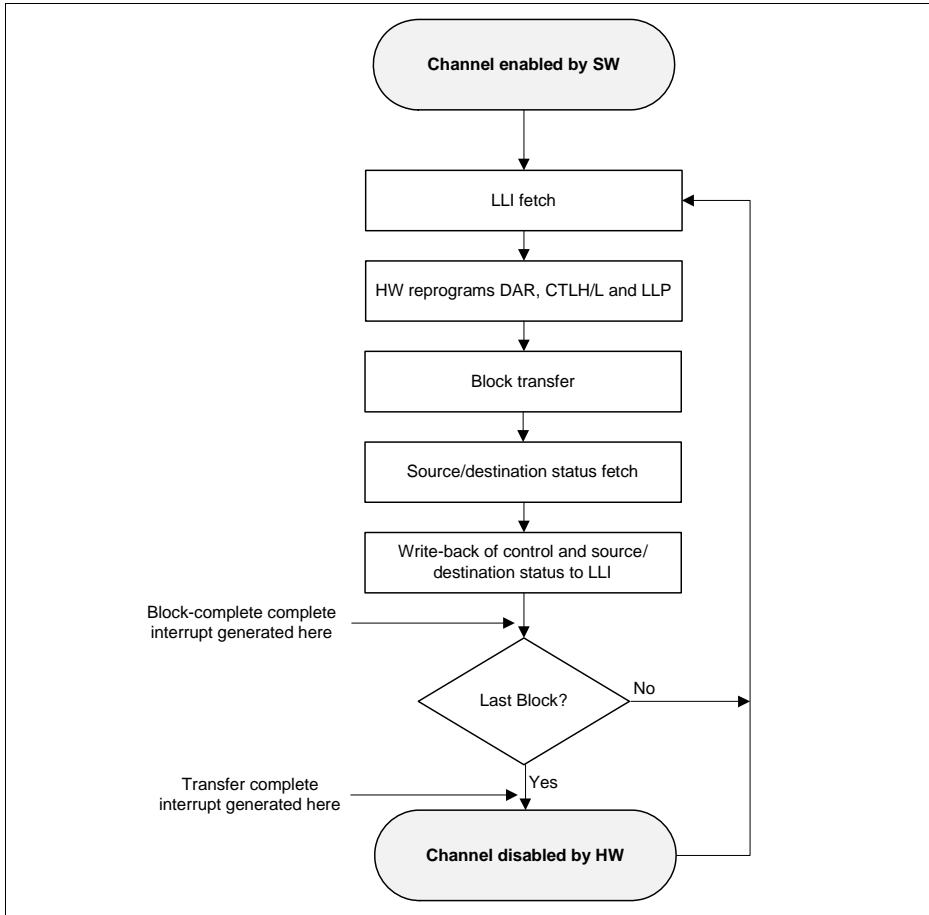 Channel enabled by SW
LLI fetch
HW reprograms DAR, CTLH/L and LLP
Block transfer
Source/destination status fetch
Write-back of control and source/
destination status to LLI
Block-complete complete
interrupt generated here
Last Block?
No
Yes
Transfer complete
interrupt generated here
Channel disabled by HW